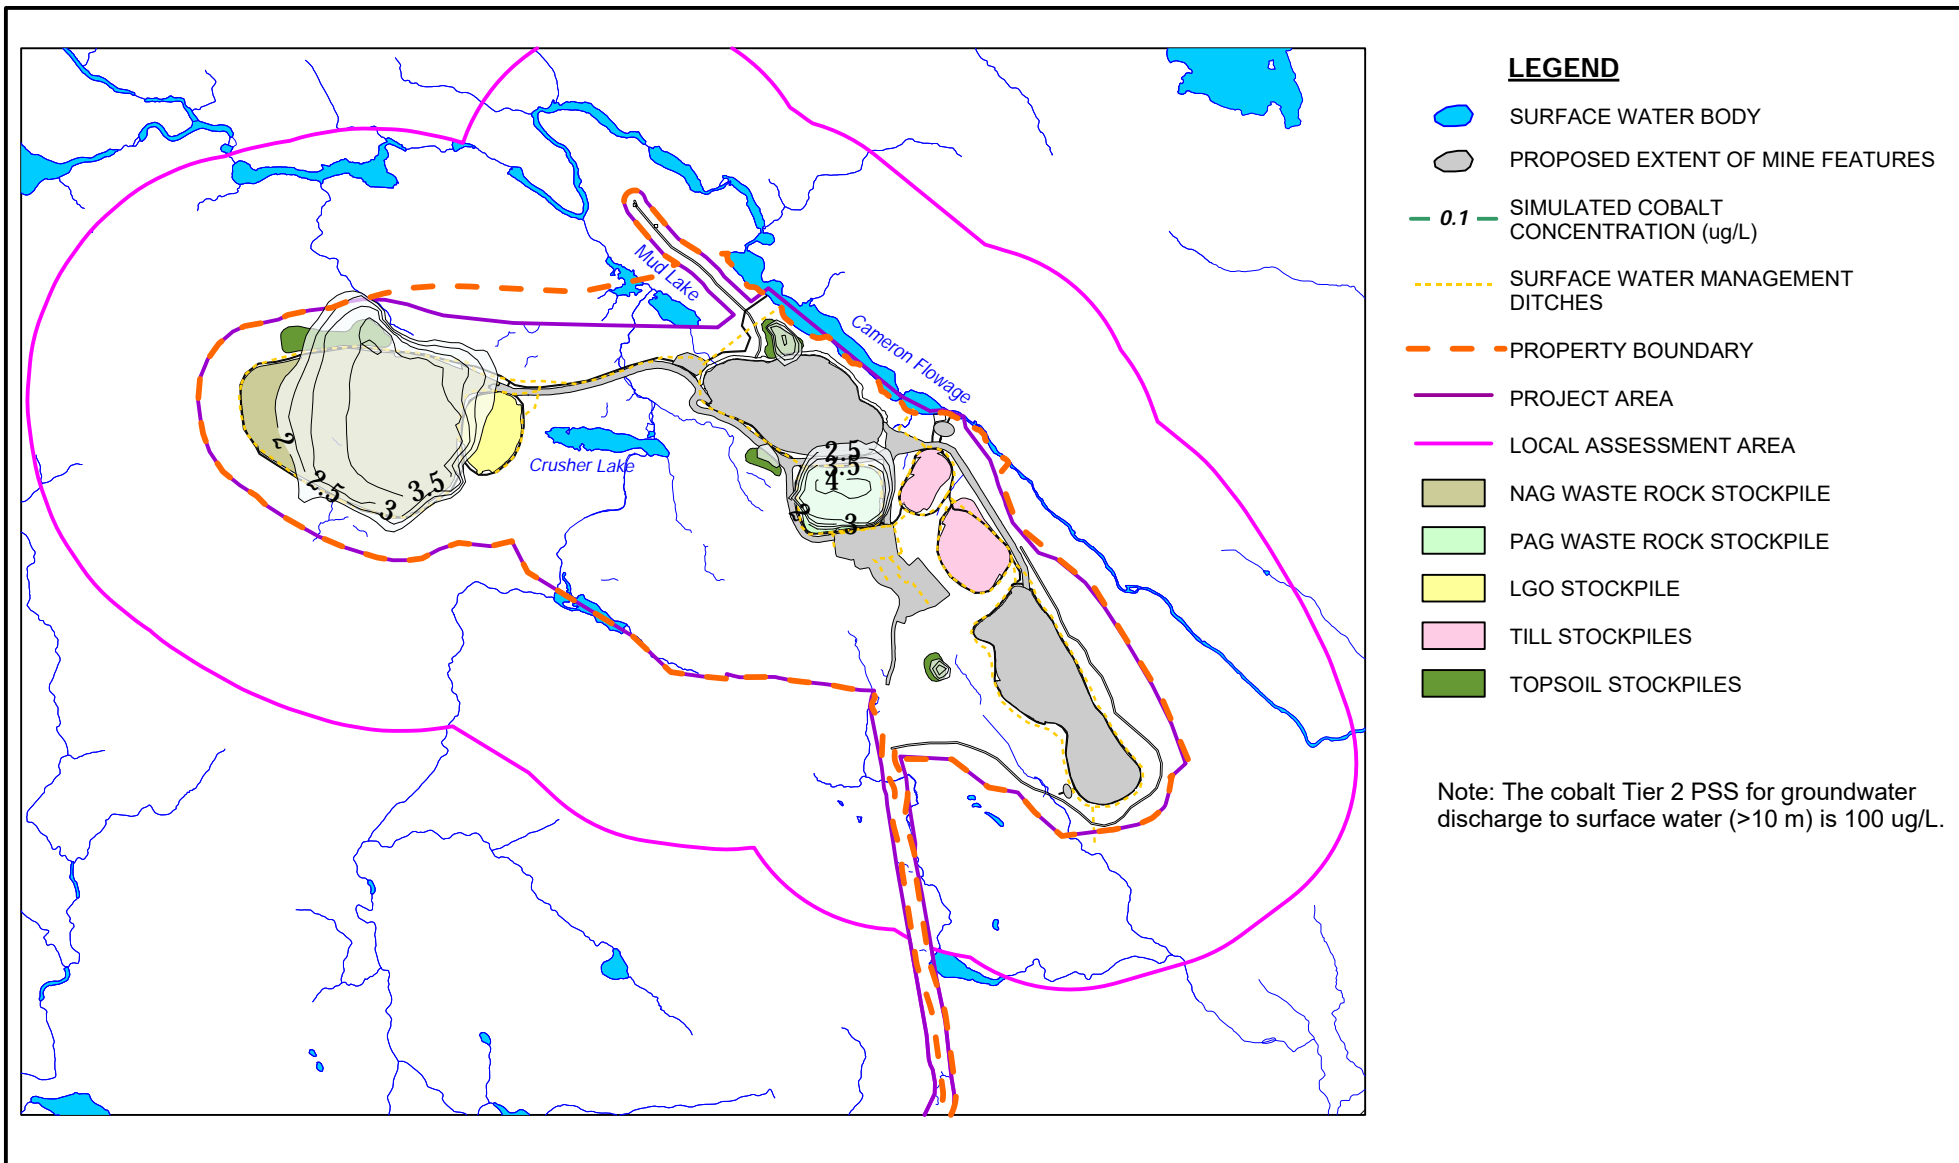 LEGEND
SURFACE WATER BODY
PROPOSED EXTENT OF MINE FEATURES
0.1
SIMULATED COBALT
CONCENTRATION (ug/L)
SURFACE WATER MANAGEMENT
DITCHES
PROPERTY BOUNDARY
PROJECT AREA
LOCAL ASSESSMENT AREA
NAG WASTE ROCK STOCKPILE
PAG WASTE ROCK STOCKPILE
LGO STOCKPILE
TILL STOCKPILES
TOPSOIL STOCKPILES
Note: The cobalt Tier 2 PSS for groundwater
discharge to surface water (>10 m) is 100 ug/L.
Mud Lake
Cameron Flowage
Crusher Lake
2
2.5
3
3.5
2.5
3.5
4
2
3